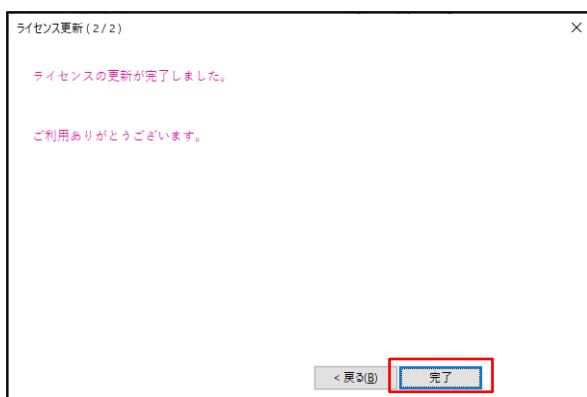 ライセンス更新(2/2)
ライセンスの更新が完了しました。
ご利用ありがとうございます。
< 戻る(B)
完了